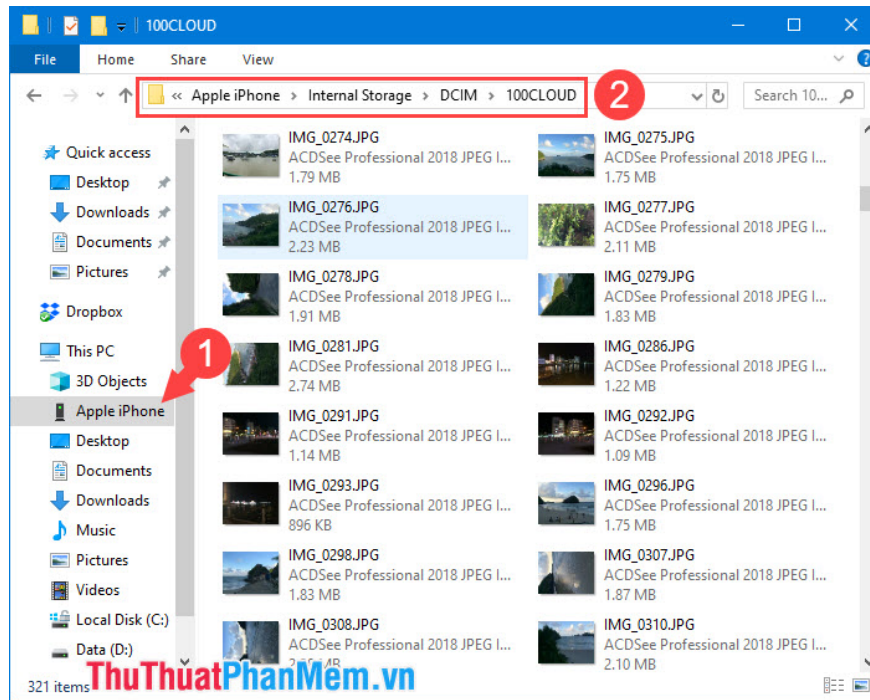 100CLOUD
File Home Share View
« Apple iPhone › Internal Storage › DCIM › 100CLOUD
2
Search 10...
Quick access
Desktop
Downloads
Documents
Pictures
Dropbox
This PC
1
3D Objects
Apple iPhone
Desktop
Documents
Downloads
Music
Pictures
Videos
Local Disk (C:)
Data (D:)
IMG_0274.JPG
ACDSee Professional 2018 JPEG I...
1.79 MB
IMG_0275.JPG
ACDSee Professional 2018 JPEG I...
1.75 MB
IMG_0276.JPG
ACDSee Professional 2018 JPEG I...
2.23 MB
IMG_0277.JPG
ACDSee Professional 2018 JPEG I...
2.11 MB
IMG_0278.JPG
ACDSee Professional 2018 JPEG I...
1.91 MB
IMG_0279.JPG
ACDSee Professional 2018 JPEG I...
1.83 MB
IMG_0281.JPG
ACDSee Professional 2018 JPEG I...
2.74 MB
IMG_0286.JPG
ACDSee Professional 2018 JPEG I...
1.22 MB
IMG_0291.JPG
ACDSee Professional 2018 JPEG I...
1.14 MB
IMG_0292.JPG
ACDSee Professional 2018 JPEG I...
1.09 MB
IMG_0293.JPG
ACDSee Professional 2018 JPEG I...
896 KB
IMG_0296.JPG
ACDSee Professional 2018 JPEG I...
1.75 MB
IMG_0298.JPG
ACDSee Professional 2018 JPEG I...
1.83 MB
IMG_0307.JPG
ACDSee Professional 2018 JPEG I...
1.87 MB
IMG_0308.JPG
ACDSee Professional 2018 JPEG I...
MB
IMG_0310.JPG
ACDSee Professional 2018 JPEG I...
2.10 MB
321 items
ThuThuatPhanMem.vn